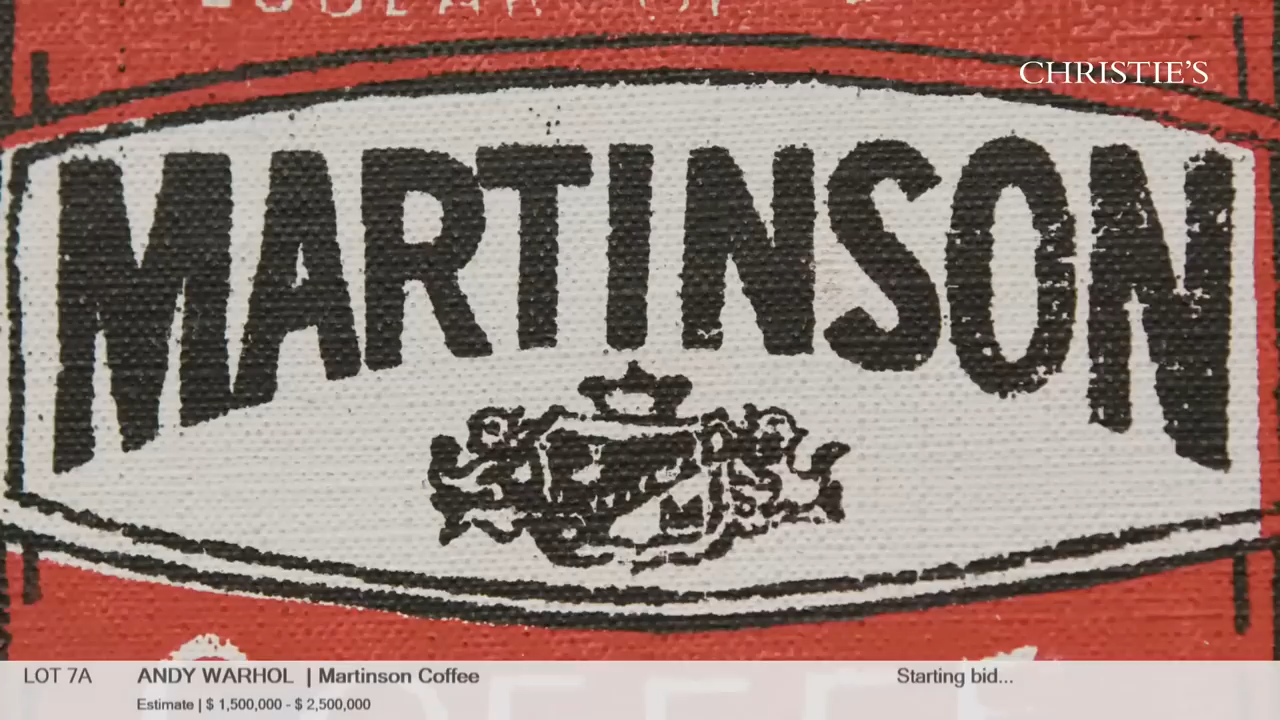 CHRISTIE'S
MARTINSON
M
LOT 7A ANDY WARHOL | Martinson Coffee Starting bid...
Estimate | $ 1,500,000 - $ 2,500,000